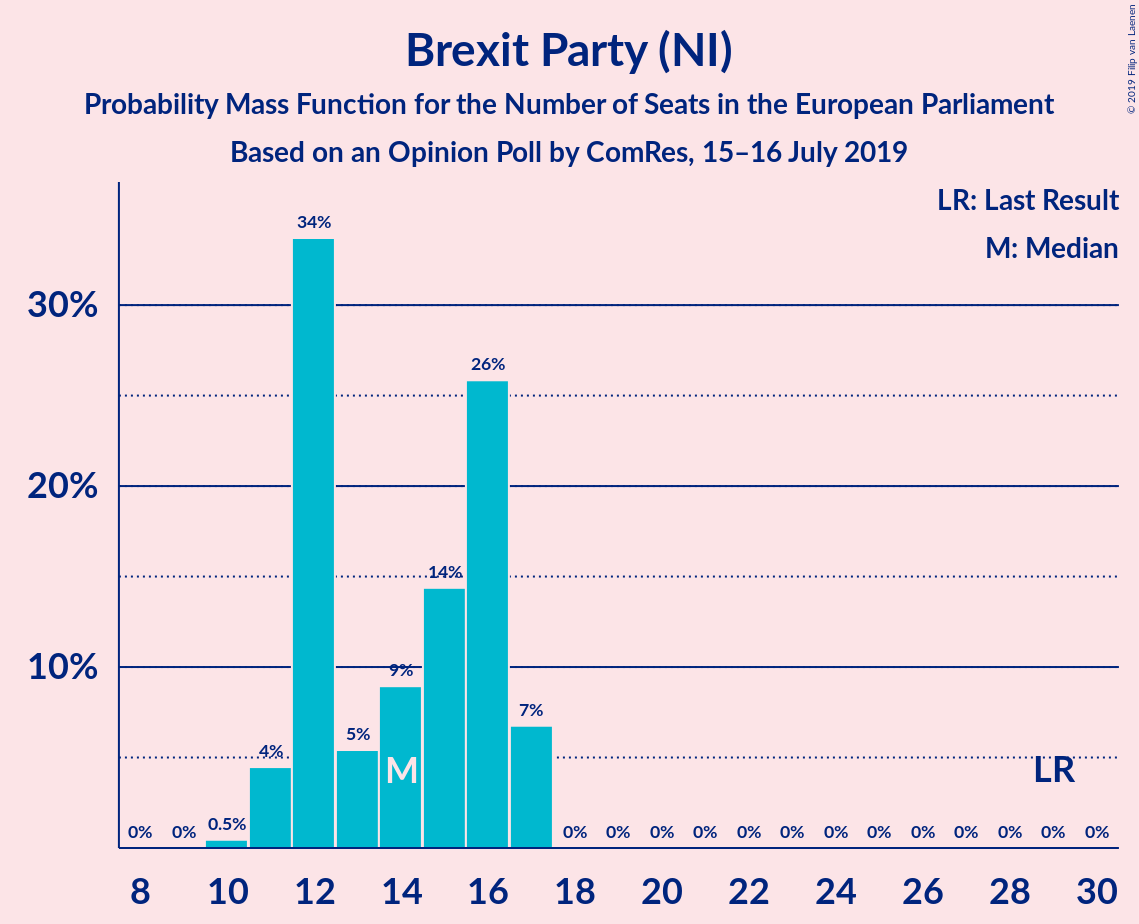 Brexit Party (NI)
Probability Mass Function for the Number of Seats in the European Parliament
Based on an Opinion Poll by ComRes, 15–16 July 2019
© 2019 Filip van Laenen
LR: Last Result
M: Median
34%
30%
26%
20%
14%
10%
9%
7%
5%
4%
M
LR
0% 0% 0.5% 0% 0% 0% 0% 0% 0% 0% 0% 0% 0% 0% 0% 0%
8 10 12 14 16 18 20 22 24 26 28 30